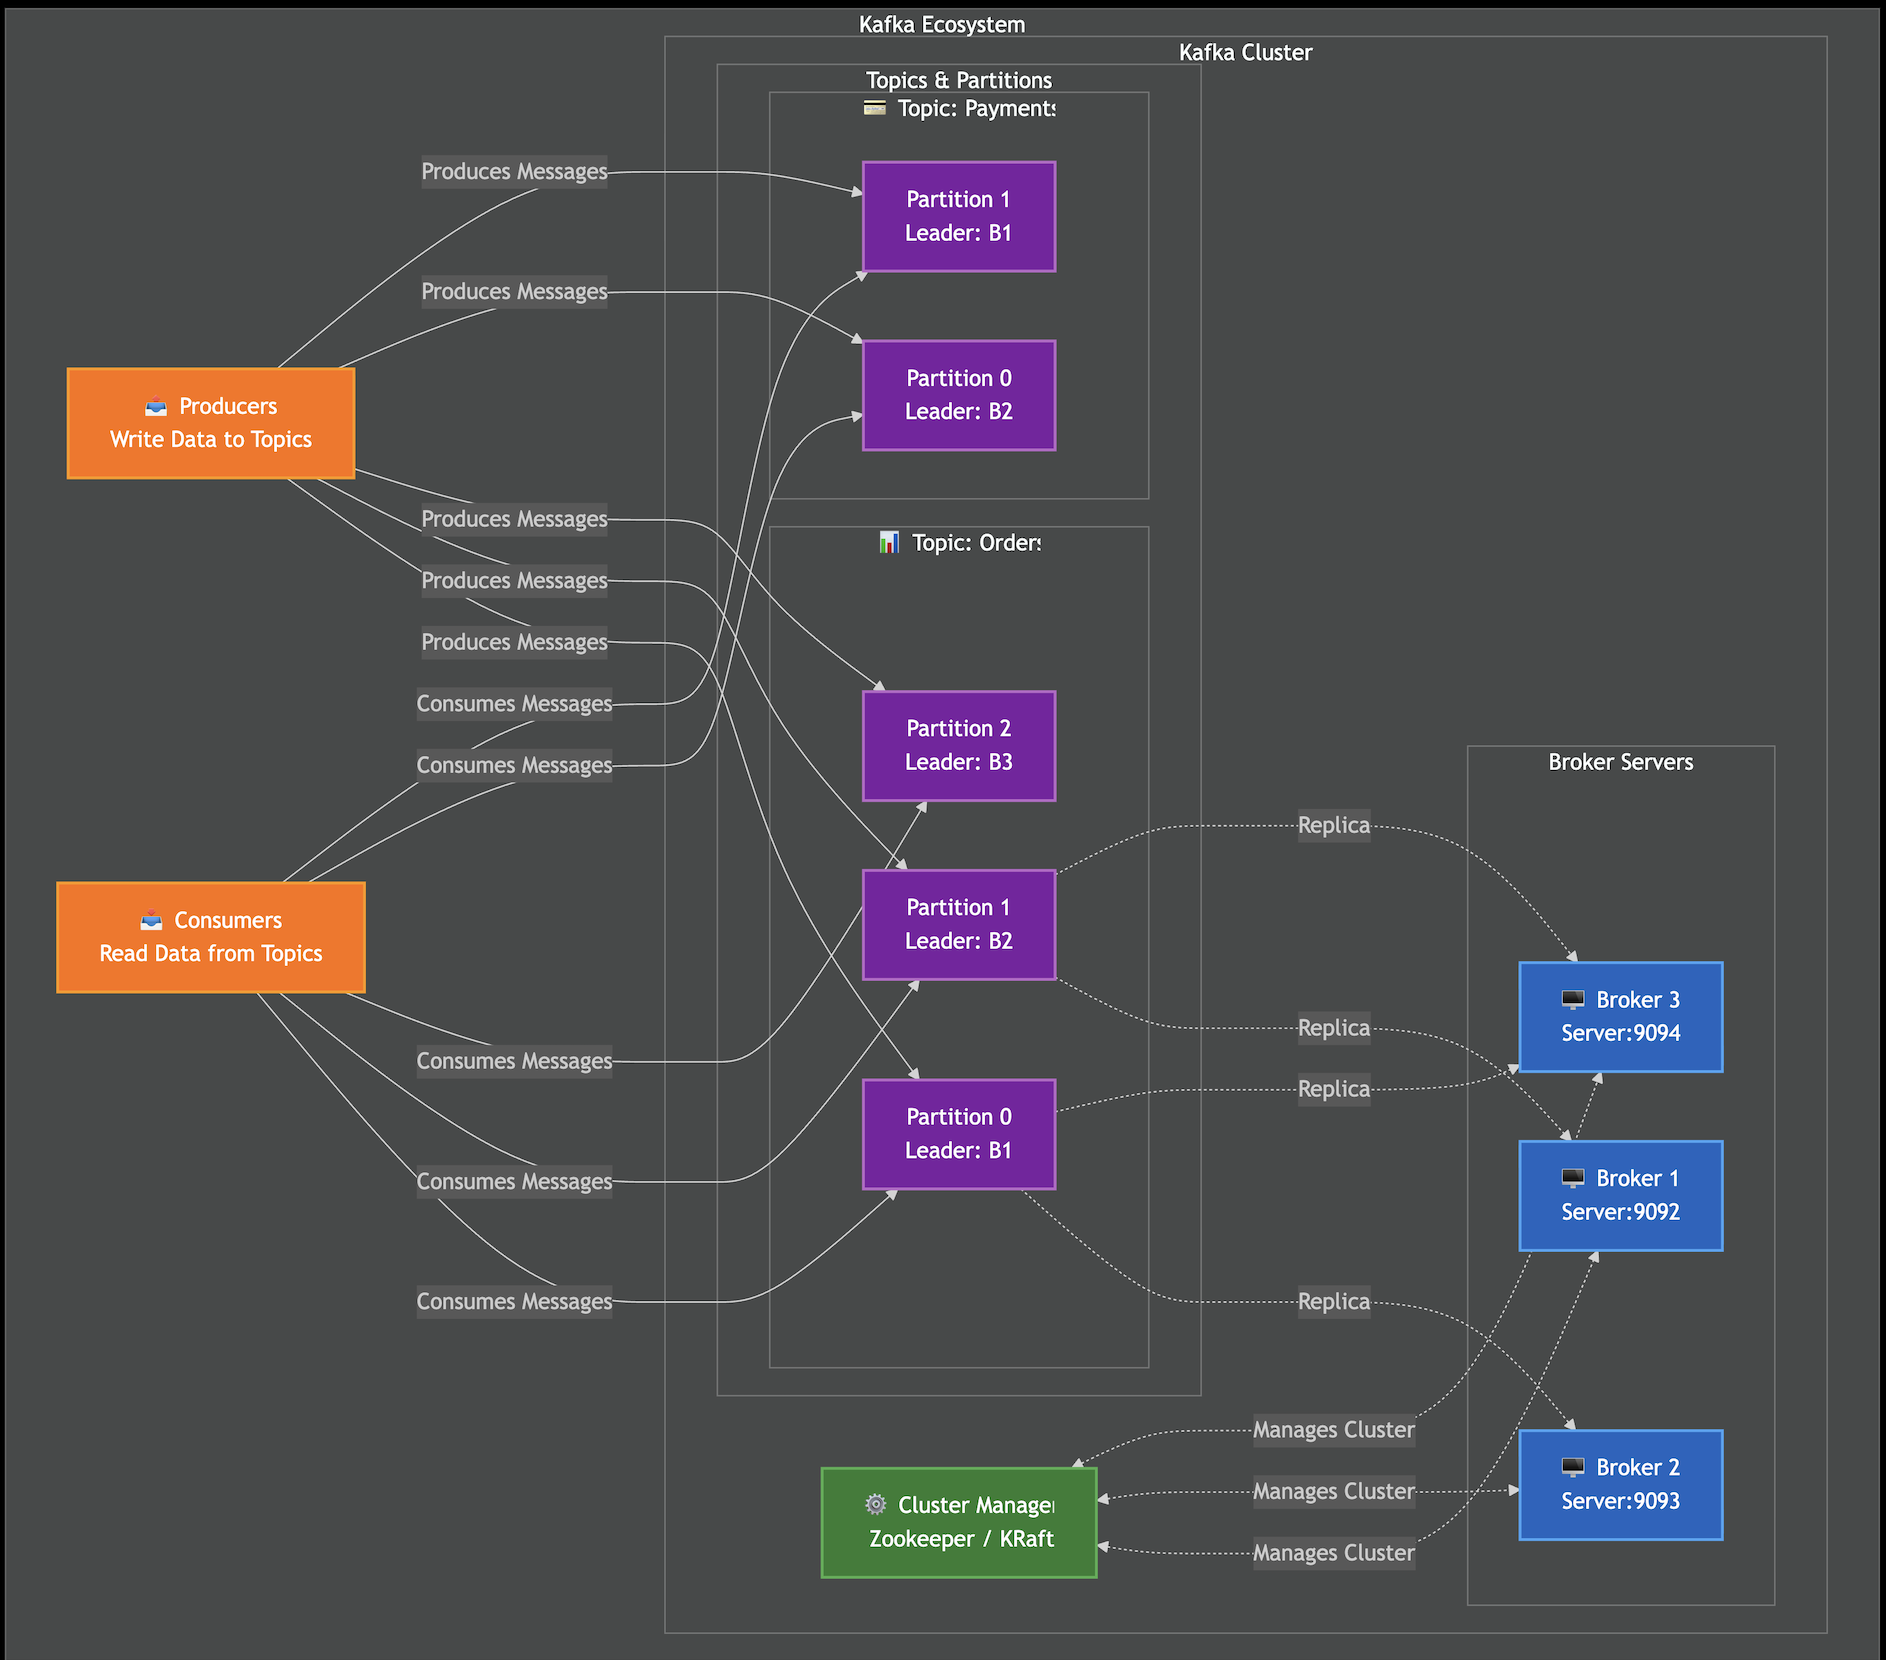 Kafka Ecosystem
Kafka Cluster
Topics & Partitions
Topic: Payments
Produces Messages
Partition 1
Leader: B1
Produces Messages
Partition 0
Leader: B2
Producers
Write Data to Topics
Produces Messages
Topic: Orders
Produces Messages
Produces Messages
Consumes Messages
Partition 2
Leader: B3
Consumes Messages
Broker Servers
Replica
Partition 1
Leader: B2
Consumers
Read Data from Topics
Broker 3
Server:9094
Replica
Consumes Messages
Replica
Partition 0
Leader: B1
Consumes Messages
Broker 1
Server:9092
Consumes Messages
Replica
Manages Cluster
Broker 2
Server:9093
Manages Cluster
Cluster Manager
Zookeeper / KRaft
Manages Cluster